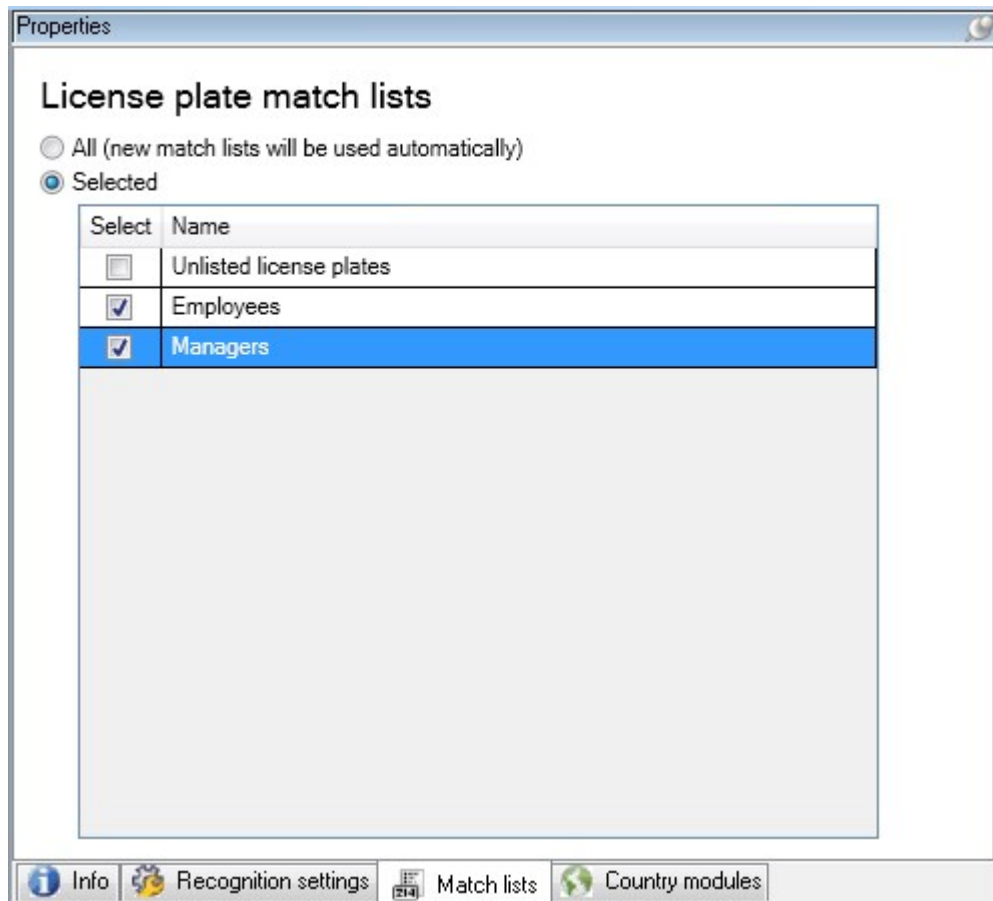 Properties
License plate match lists
All (new match lists will be used automatically)
Selected
Select Name
Unlisted license plates
Employees
Managers
Info Recognition settings Match lists Country modules